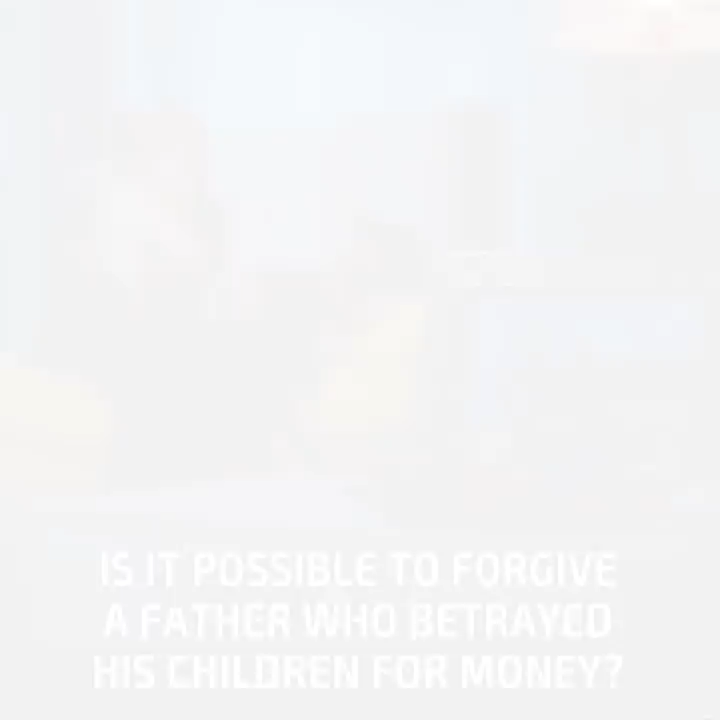 IS IT POSSIBLE TO FORGIVE
A FATHER WHO BETRAYED
HIS CHILDREN FOR MONEY?